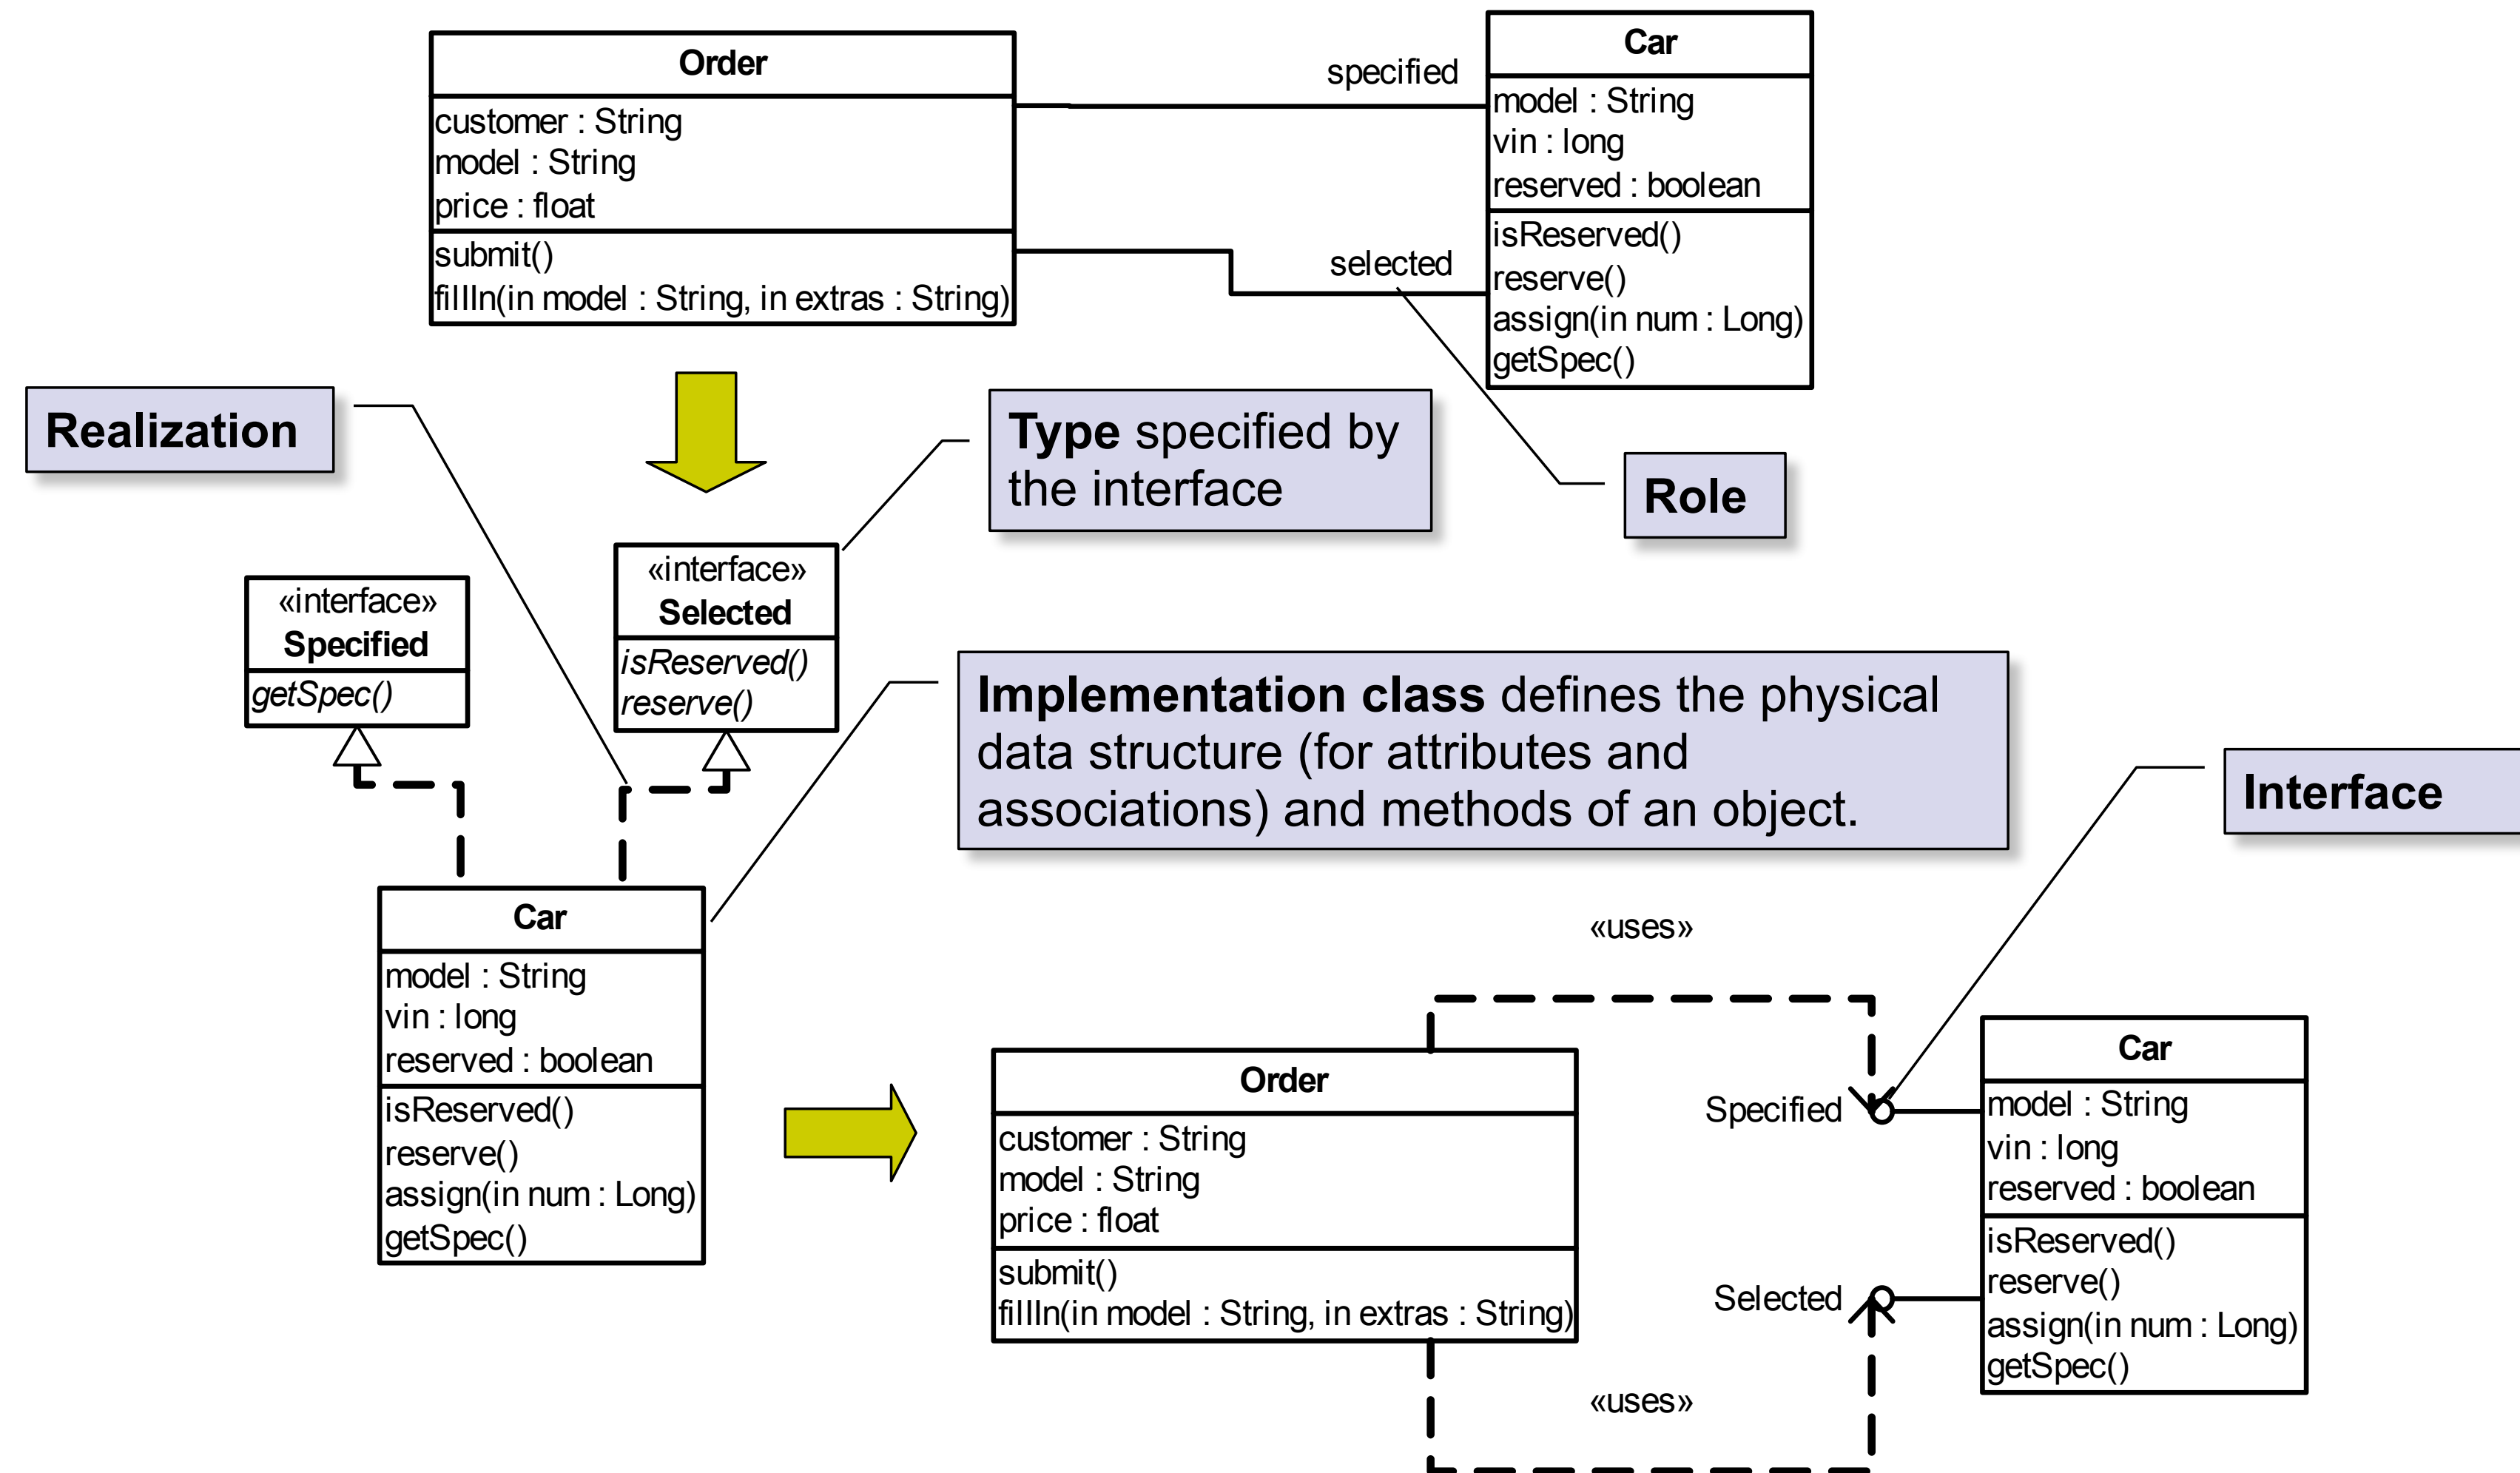 Order
customer : String
model : String
price : float
submit()
fillIn(in model : String, in extras : String)
specified
selected
Car
model : String
vin : long
reserved : boolean
isReserved()
reserve()
assign(in num : Long)
getSpec()
Realization
Type specified by
the interface
Role
«interface»
Specified
getSpec()
«interface»
Selected
isReserved()
reserve()
Implementation class defines the physical
data structure (for attributes and
associations) and methods of an object.
Interface
Car
model : String
vin : long
reserved : boolean
isReserved()
reserve()
assign(in num : Long)
getSpec()
«uses»
Order
customer : String
model : String
price : float
submit()
fillIn(in model : String, in extras : String)
Specified
Selected
«uses»
Car
model : String
vin : long
reserved : boolean
isReserved()
reserve()
assign(in num : Long)
getSpec()